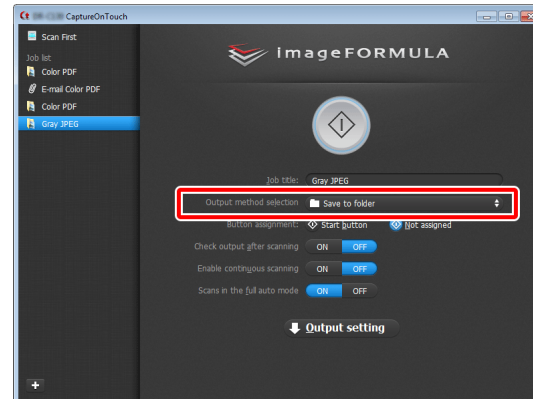 Ct CaptureOnTouch
Scan First
Job list
Color PDF
E-mail Color PDF
Color PDF
Gray JPEG
imageFORMULA
Job title: Gray JPEG
Output method selection Save to folder
Button assignment: Start button Not assigned
Check output after scanning ON OFF
Enable continuous scanning ON OFF
Scans in the full auto mode ON OFF
Output setting